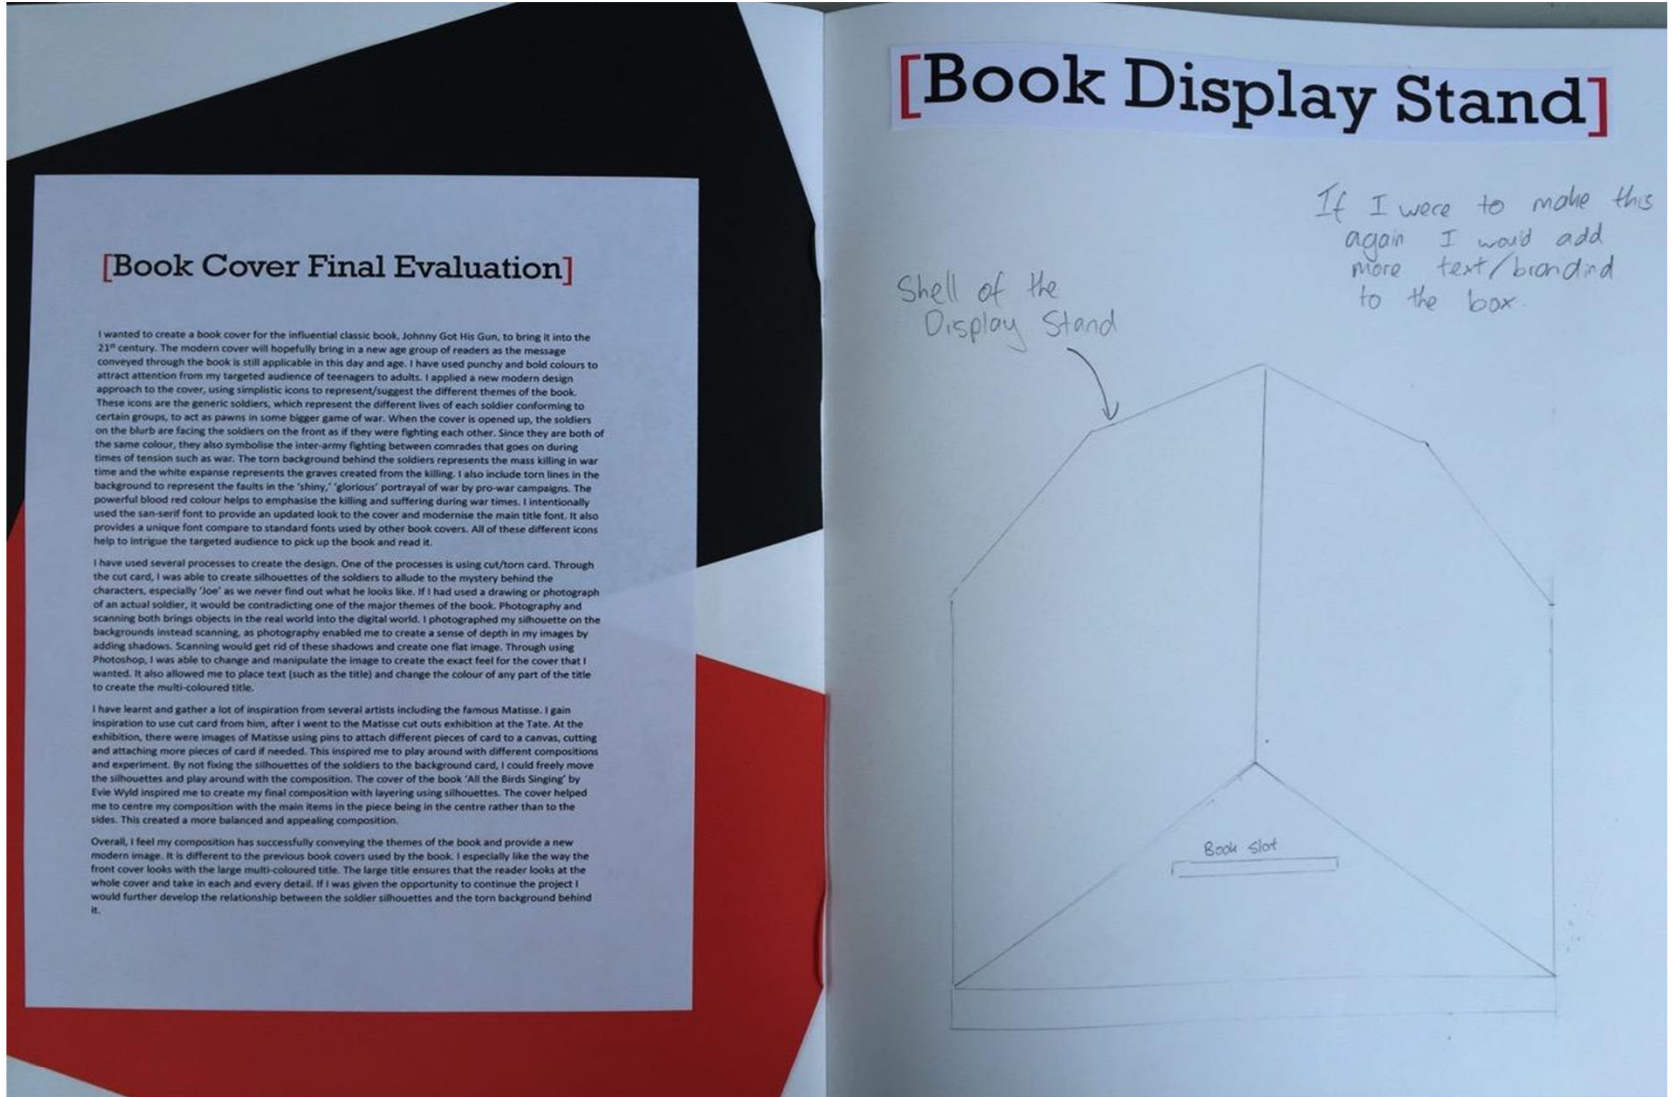 [Book Cover Final Evaluation]
I wanted to create a book cover for the influential classic book, Johnny Got His Gun, to bring it into the
21st century. The modern cover will hopefully bring in a new age group of readers as the message
conveyed through the book is still applicable in this day and age. I have used punchy and bold colours to
attract attention from my targeted audience of teenagers to adults. I applied a new modern design
approach to the cover, using simplistic icons to represent/suggest the different themes of the book.
These icons are the generic soldiers, which represent the different lives of each soldier conforming to
certain groups, to act as pawns in some bigger game of war. When the cover is opened up, the soldiers
on the blurb are facing the soldiers on the front as if they were fighting each other. Since they are both of
the same colour, they also symbolise the inter-army fighting between comrades that goes on during
times of tension such as war. The torn background behind the soldiers represents the mass killing in war
time and the white expanse represents the graves created from the killing. I also include torn lines in the
background to represent the faults in the 'shiny,' 'glorious' portrayal of war by pro-war campaigns. The
powerful blood red colour helps to emphasise the killing and suffering during war times. I intentionally
used the san-serif font to provide an updated look to the cover and modernise the main title font. It also
provides a unique font compare to standard fonts used by other book covers. All of these different icons
help to intrigue the targeted audience to pick up the book and read it.
I have used several processes to create the design. One of the processes is using cut/torn card. Through
the cut card, I was able to create silhouettes of the soldiers to allude to the mystery behind the
characters, especially 'Joe' as we never find out what he looks like. If I had used a drawing or photograph
of an actual soldier, it would be contradicting one of the major themes of the book. Photography and
scanning both brings objects in the real world into the digital world. I photographed my silhouette on the
backgrounds instead scanning, as photography enabled me to create a sense of depth in my images by
adding shadows. Scanning would get rid of these shadows and create one flat image. Through using
Photoshop, I was able to change and manipulate the image to create the exact feel for the cover that I
wanted. It also allowed me to place text (such as the title) and change the colour of any part of the title
to create the multi-coloured title.
I have learnt and gather a lot of inspiration from several artists including the famous Matisse. I gain
inspiration to use cut card from him, after I went to the Matisse cut outs exhibition at the Tate. At the
exhibition, there were images of Matisse using pins to attach different pieces of card to a canvas, cutting
and attaching more pieces of card if needed. This inspired me to play around with different compositions
and experiment. By not fixing the silhouettes of the soldiers to the background card, I could freely move
the silhouettes and play around with the composition. The cover of the book 'All the Birds Singing' by
Evie Wyld inspired me to create my final composition with layering using silhouettes. The cover helped
me to centre my composition with the main items in the piece being in the centre rather than to the
sides. This created a more balanced and appealing composition.
Overall, I feel my composition has successfully conveying the themes of the book and provide a new
modern image. It is different to the previous book covers used by the book. I especially like the way the
front cover looks with the large multi-coloured title. The large title ensures that the reader looks at the
whole cover and take in each and every detail. If I was given the opportunity to continue the project I
would further develop the relationship between the soldier silhouettes and the torn background behind
it.
[Book Display Stand]
If I were to make this
again I would add
more text/brandind
to the box.
Shell of the
Display Stand
Book Slot